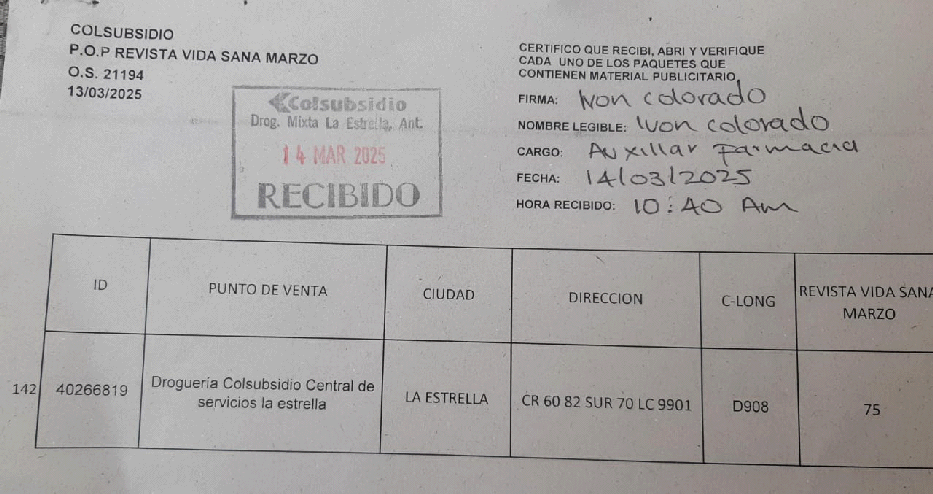 COLSUBSIDIO
P.O.P REVISTA VIDA SANA MARZO
O.S. 21194
13/03/2025
Colsubsidio
Drog. Mixta La Estrella, Ant.
14 MAR 2025
RECIBIDO
CERTIFICO QUE RECIBI, ABRI Y VERIFIQUE
CADA UNO DE LOS PAQUETES QUE
CONTIENEN MATERIAL PUBLICITARIO
FIRMA: Ivon colorado
NOMBRE LEGIBLE: Ivon colorado
CARGO: Auxiliar farmacia
FECHA: 14/03/2025
HORA RECIBIDO: 10:40 Am
ID PUNTO DE VENTA CIUDAD DIRECCION C-LONG REVISTA VIDA SANA
MARZO
142 40266819 Droguería Colsubsidio Central de LA ESTRELLA CR 60 82 SUR 70 LC 9901 D908 75
servicios la estrella